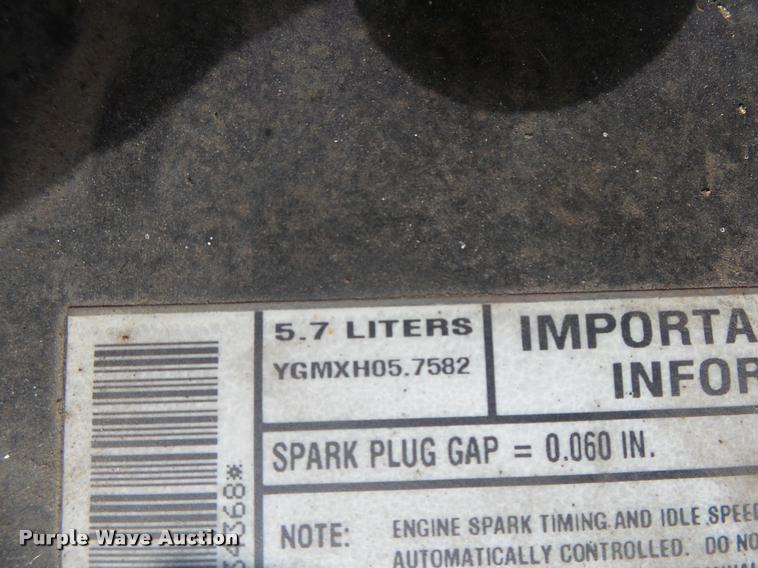 5.7 LITERS
YGMXH05.7582
IMPORTA
INFOR
SPARK PLUG GAP = 0.060 IN.
NOTE:
ENGINE SPARK TIMING AND IDLE SPEED
AUTOMATICALLY CONTROLLED. DO NO
34368*
Purple Wave Auction